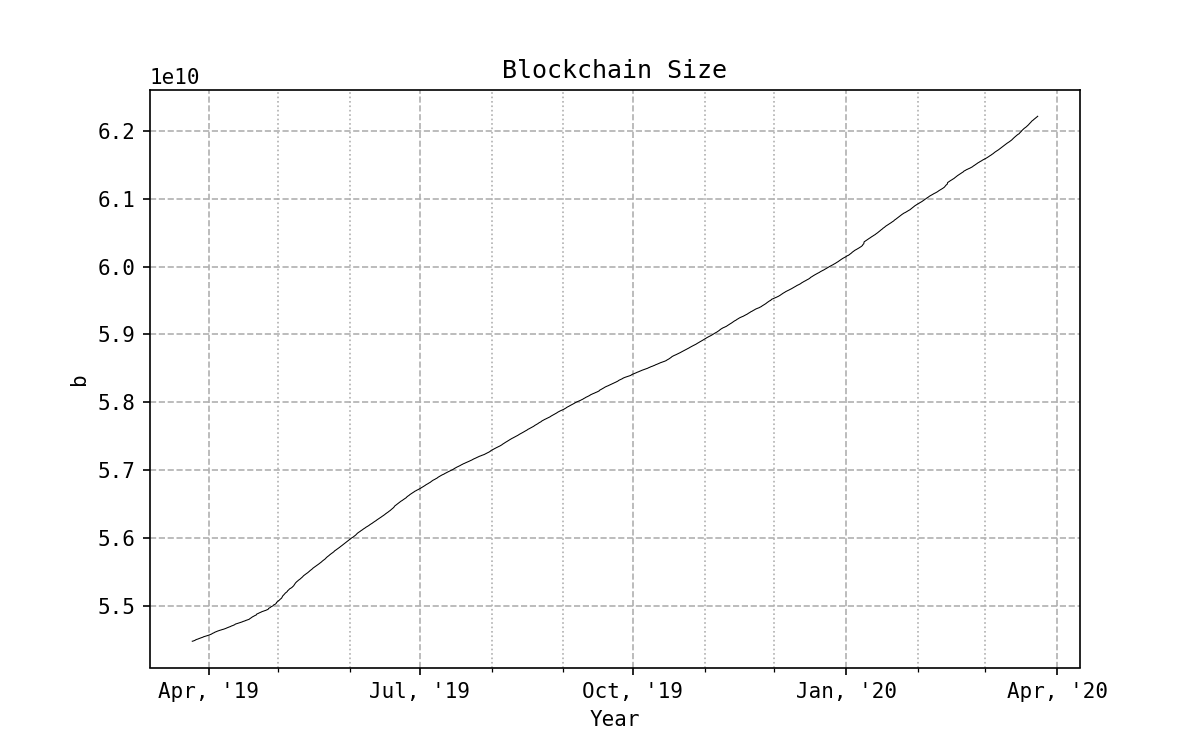 Blockchain Size
1e10
6.2
6.1
6.0
5.9
5.8
5.7
5.6
5.5
b
Apr, '19 Jul, '19 Oct, '19 Jan, '20 Apr, '20
Year